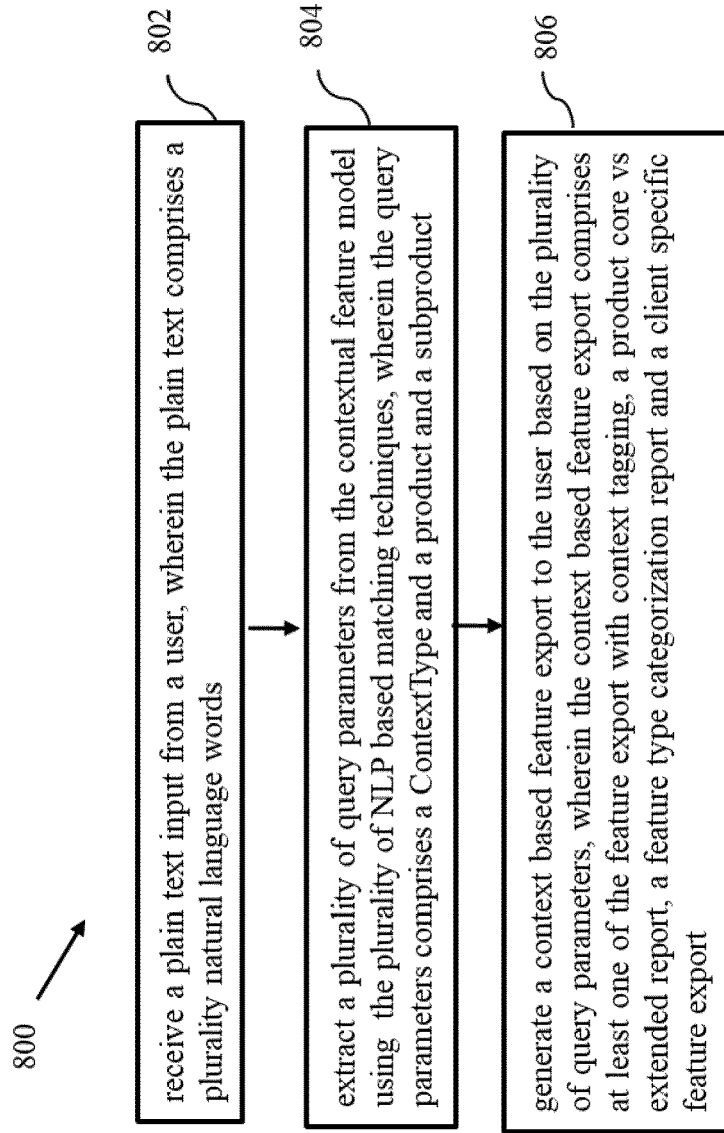 800
802
receive a plain text input from a user, wherein the plain text comprises a
plurality natural language words
804
extract a plurality of query parameters from the contextual feature model
using the plurality of NLP based matching techniques, wherein the query
parameters comprises a ContextType and a product and a subproduct
806
generate a context based feature export to the user based on the plurality
of query parameters, wherein the context based feature export comprises
at least one of the feature export with context tagging, a product core vs
extended report, a feature type categorization report and a client specific
feature export